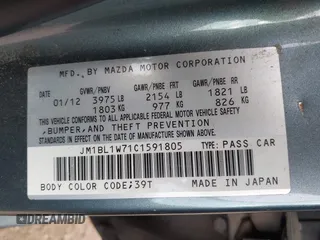 MFD. BY MAZDA MOTOR CORPORATION
GVWR/PNBV GAWR/PNBE FRT GAWR/PNBE RR
01/12 3975 LB 2154 LB 1821 LB
1803 KG 977 KG 826 KG
THIS VEHICLE CONFORMS TO ALL APPLICABLE
FEDERAL MOTOR VEHICLE SAFETY,
BUMPER, AND THEFT PREVENTION
STANDARDS IN EFFECT ON THE
DATE OF MANUFACTURE SHOWN ABOVE.
JM1BL1W71C1591805 TYPE: PASS CAR
BODY COLOR CODE;39T MADE IN JAPAN
DREAMBID